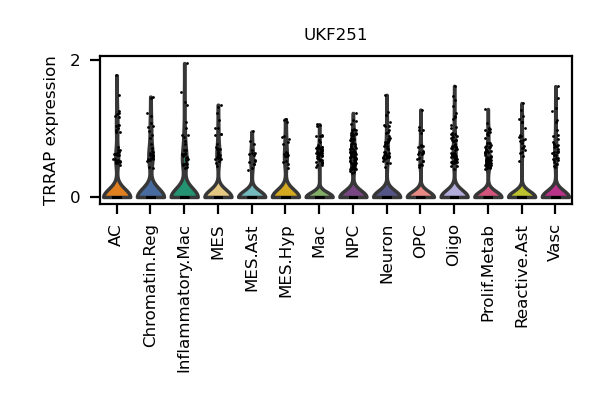 UKF251
TRRAP expression
2
0
AC
Chromatin.Reg
Inflammatory.Mac
MES
MES.Ast
MES.Hyp
Mac
NPC
Neuron
OPC
Oligo
Prolif.Metab
Reactive.Ast
Vasc